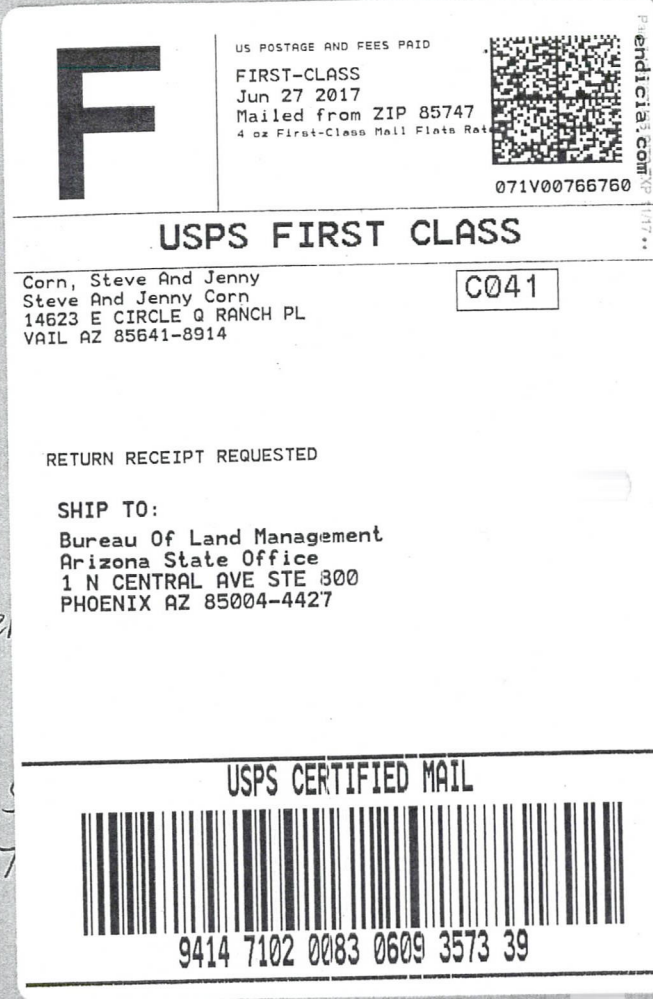 F
US POSTAGE AND FEES PAID
FIRST-CLASS
Jun 27 2017
Mailed from ZIP 85747
4 oz First-Class Mail Flats Rate
endicia.com
071V00766760
USPS FIRST CLASS
Corn, Steve And Jenny
Steve And Jenny Corn
14623 E CIRCLE Q RANCH PL
VAIL AZ 85641-8914
C041
RETURN RECEIPT REQUESTED
SHIP TO:
Bureau Of Land Management
Arizona State Office
1 N CENTRAL AVE STE 800
PHOENIX AZ 85004-4427
USPS CERTIFIED MAIL
9414 7102 0083 0609 3573 39